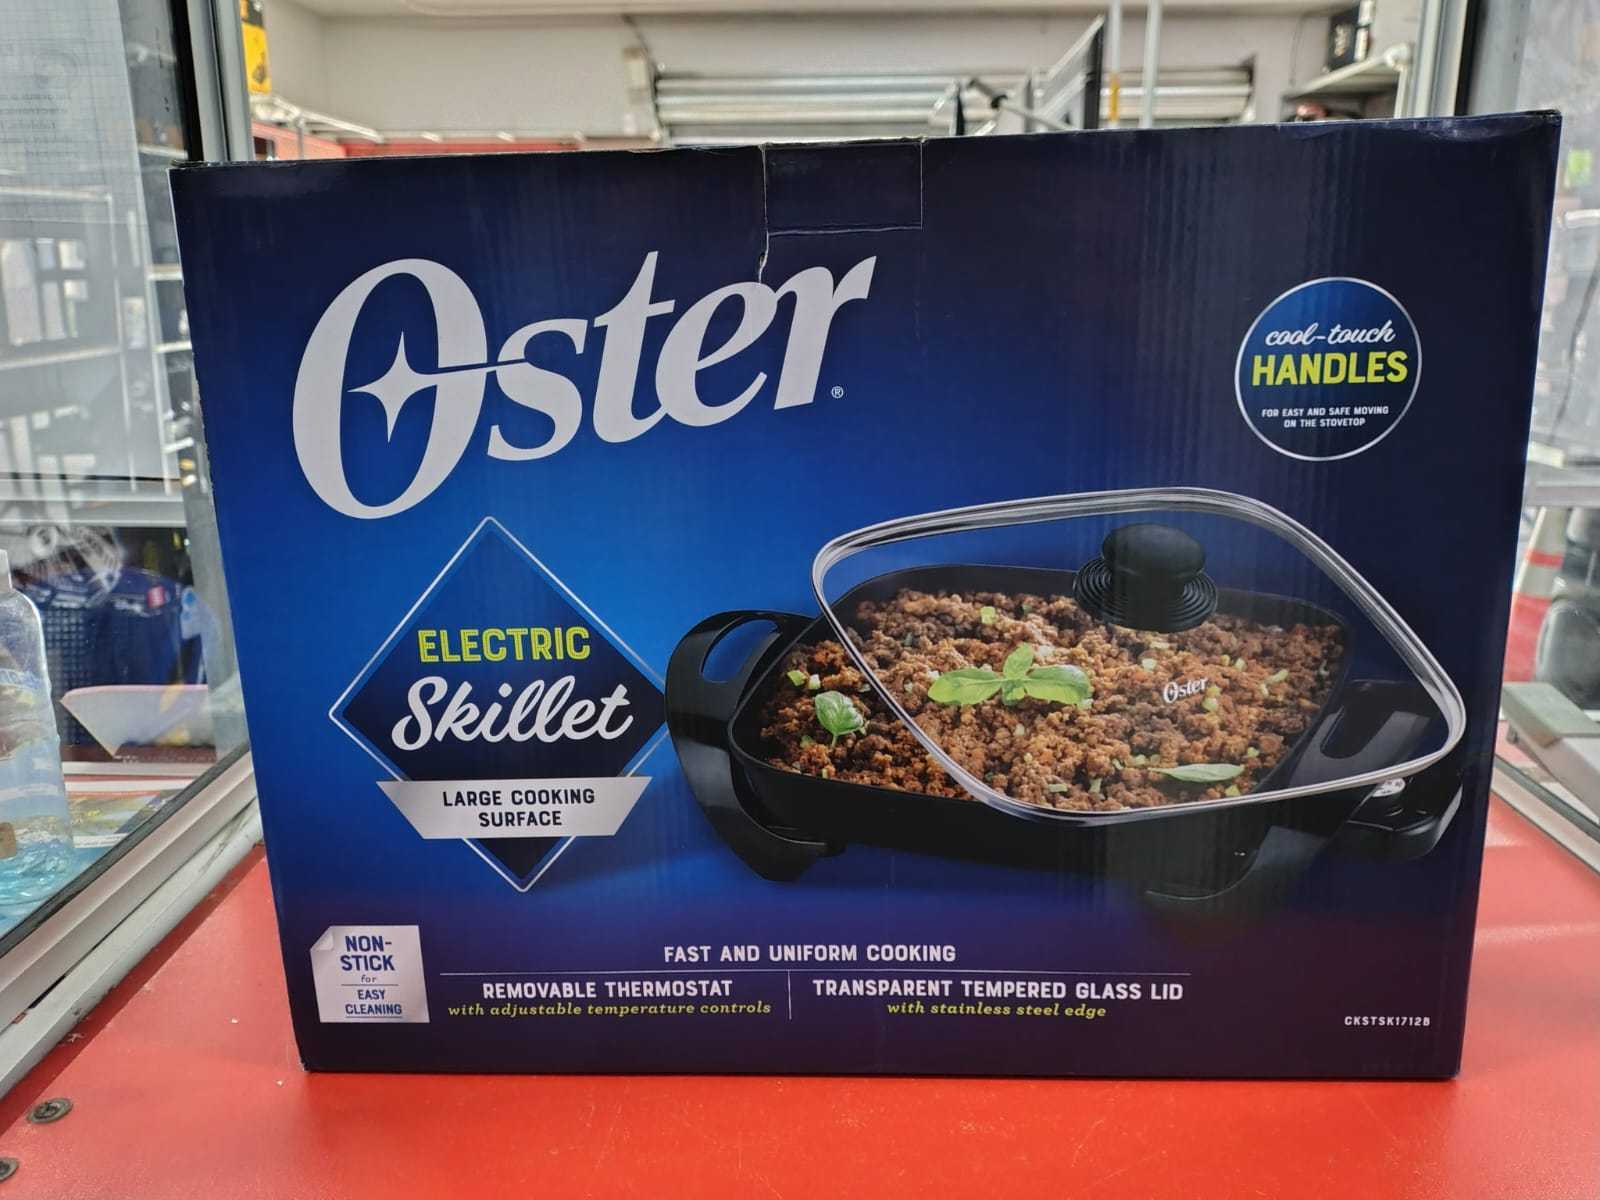 Oster®
cool-touch
HANDLES
FOR EASY AND SAFE MOVING
ON THE STOVETOP
ELECTRIC
Skillet
LARGE COOKING
SURFACE
Oster
NON-
STICK
for
EASY
CLEANING
FAST AND UNIFORM COOKING
REMOVABLE THERMOSTAT
with adjustable temperature controls
TRANSPARENT TEMPERED GLASS LID
with stainless steel edge
CKSTSK1712B